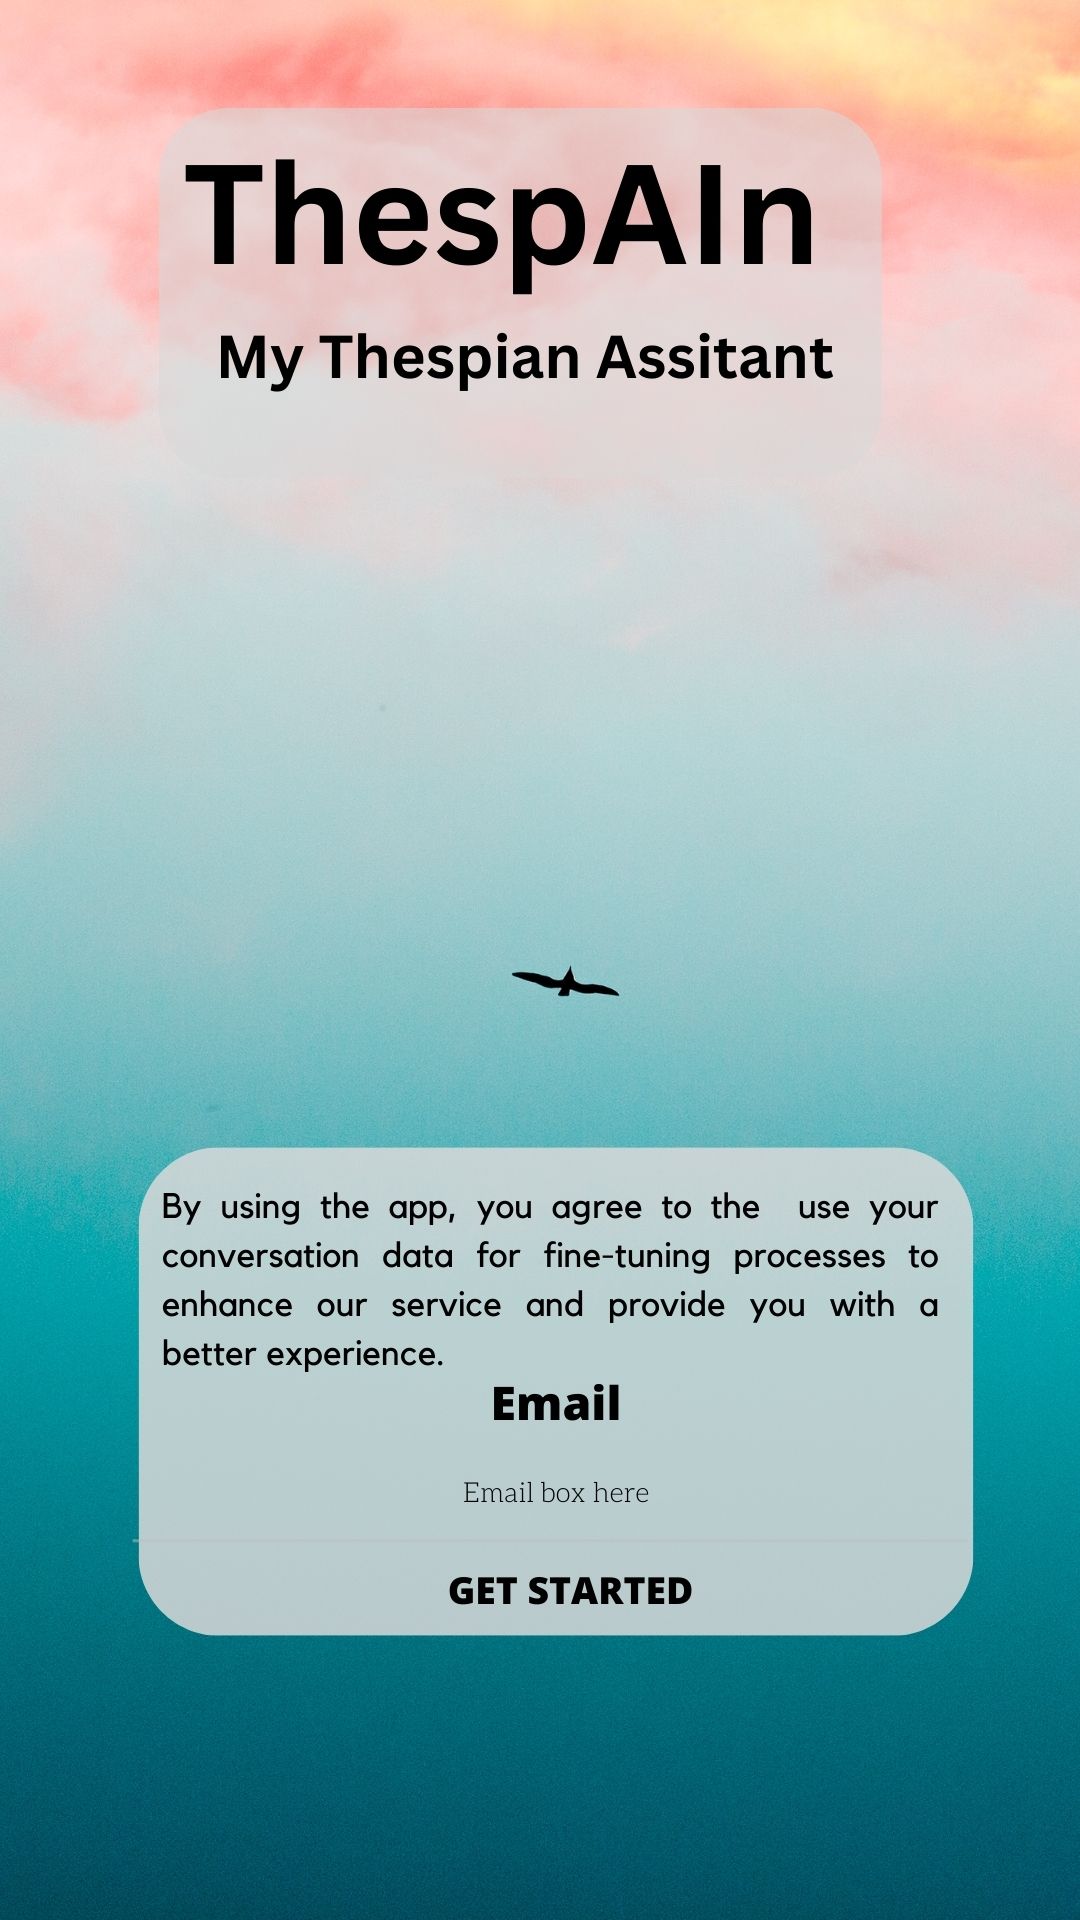 ThespAIn
My Thespian Assitant
By using the app, you agree to the  use your
conversation data for fine-tuning processes to
enhance our service and provide you with a
better experience.
Email
Email box here
GET STARTED